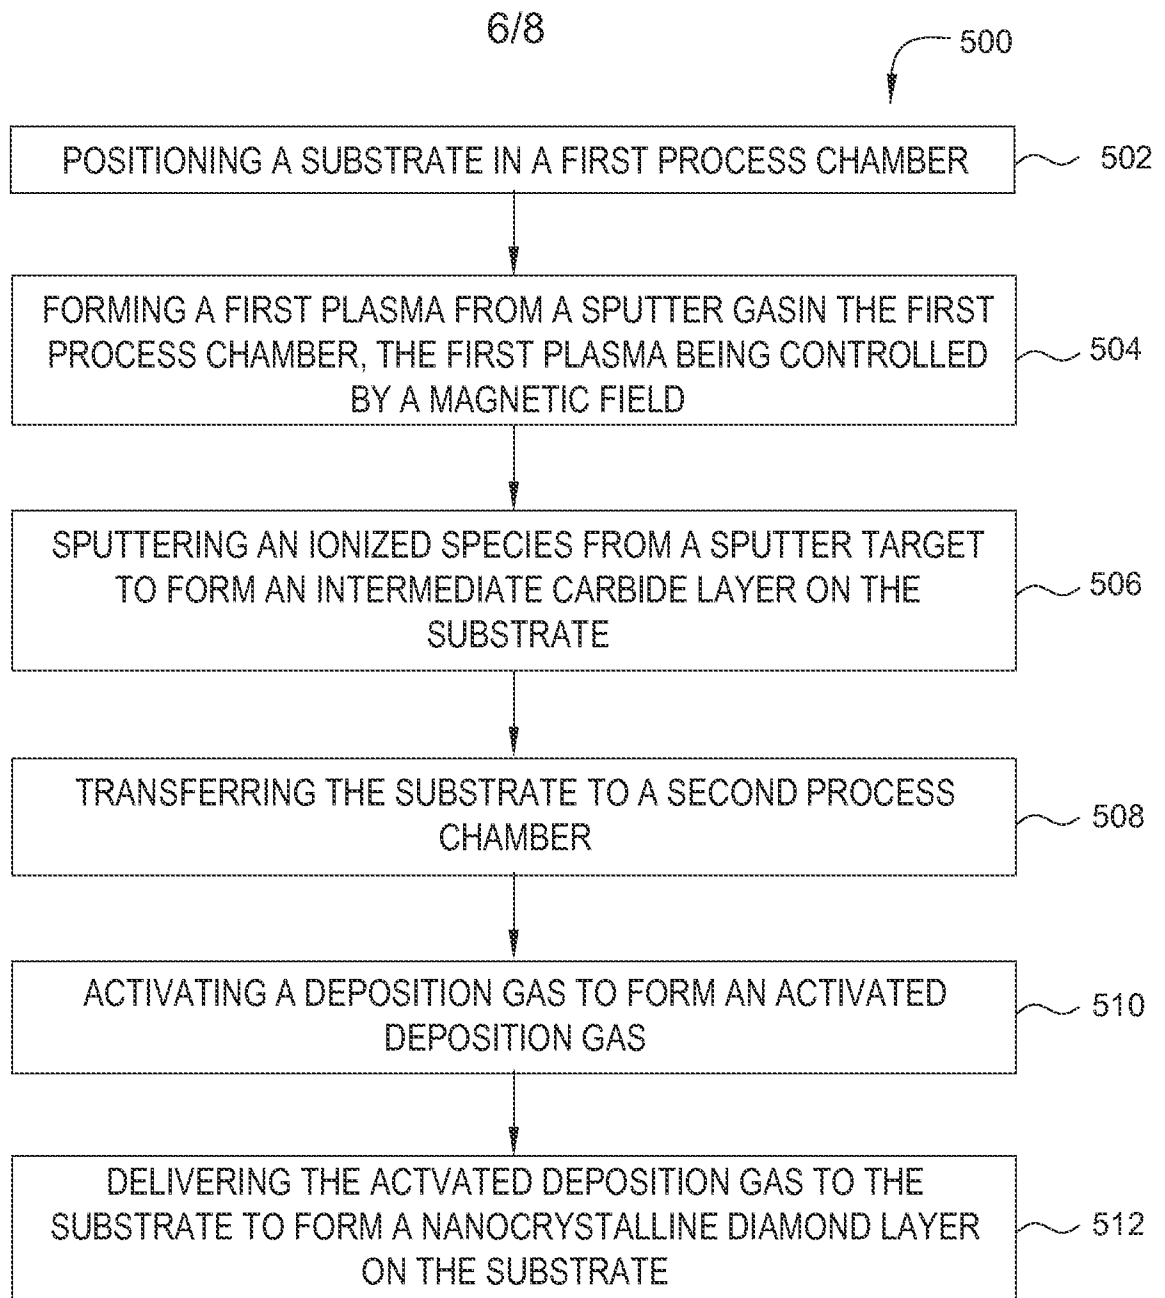 6/8
500
POSITIONING A SUBSTRATE IN A FIRST PROCESS CHAMBER
502
FORMING A FIRST PLASMA FROM A SPUTTER GASIN THE FIRST
PROCESS CHAMBER, THE FIRST PLASMA BEING CONTROLLED
BY A MAGNETIC FIELD
504
SPUTTERING AN IONIZED SPECIES FROM A SPUTTER TARGET
TO FORM AN INTERMEDIATE CARBIDE LAYER ON THE
SUBSTRATE
506
TRANSFERRING THE SUBSTRATE TO A SECOND PROCESS
CHAMBER
508
ACTIVATING A DEPOSITION GAS TO FORM AN ACTIVATED
DEPOSITION GAS
510
DELIVERING THE ACTVATED DEPOSITION GAS TO THE
SUBSTRATE TO FORM A NANOCRYSTALLINE DIAMOND LAYER
ON THE SUBSTRATE
512